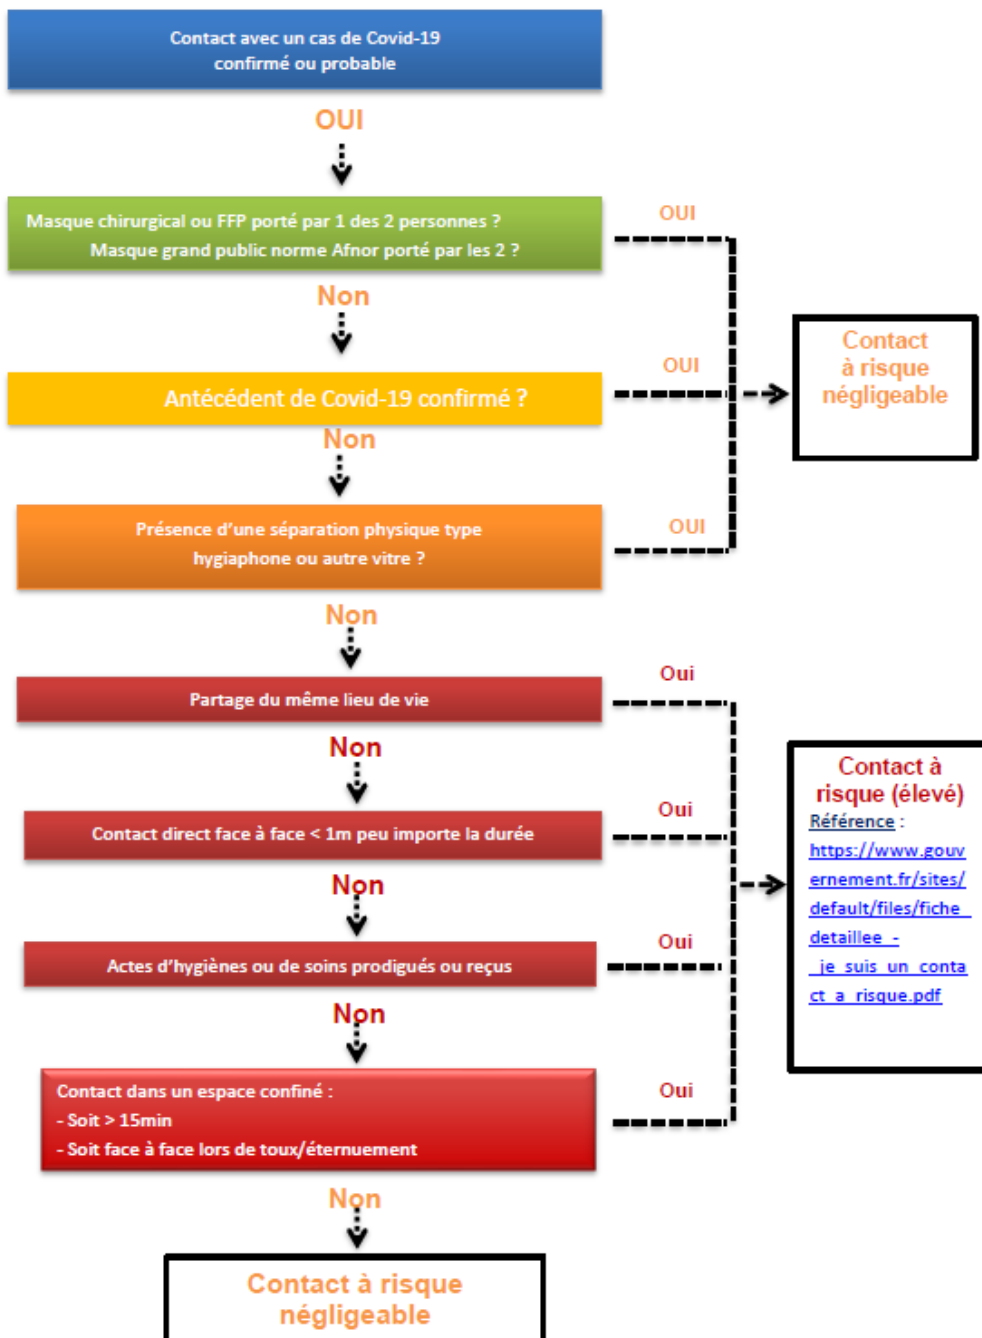 Contact avec un cas de Covid-19
confirmé ou probable
OUI
Masque chirurgical ou FFP porté par 1 des 2 personnes ?
Masque grand public norme Afnor porté par les 2 ?
OUI
Non
Contact
à risque
négligeable
Antécédent de Covid-19 confirmé ?
OUI
Non
Présence d'une séparation physique type
hygiaphone ou autre vitre ?
OUI
Non
Partage du même lieu de vie
Oui
Non
Contact direct face à face < 1m peu importe la durée
Oui
Non
Actes d'hygiènes ou de soins prodigués ou reçus
Oui
Non
Contact dans un espace confiné :
- Soit > 15min
- Soit face à face lors de toux/éternuement
Oui
Contact à
risque (élevé)
Référence :
https://www.gouv
ernement.fr/sites/
default/files/fiche_
detaillee_-
_je_suis_un_conta
ct_a_risque.pdf
Non
Contact à risque
négligeable